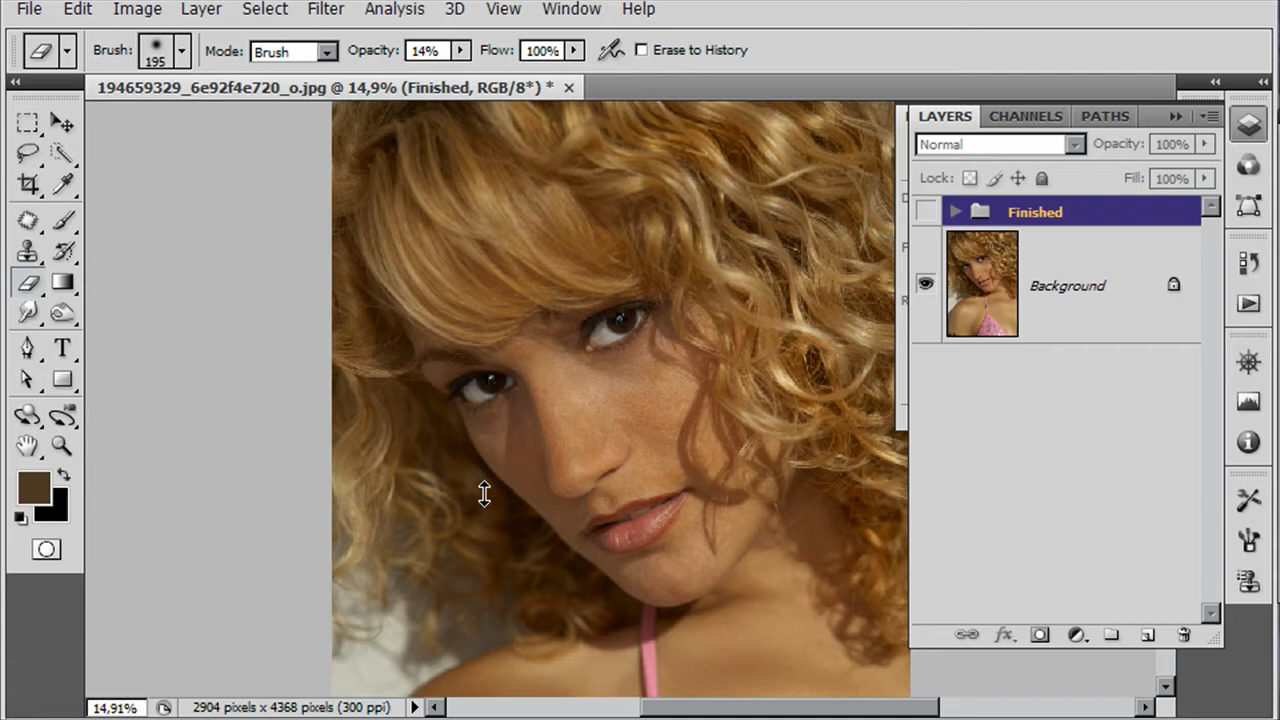 File Edit Image Layer Select Filter Analysis 3D View Window Help
Brush: 195 Mode: Brush Opacity: 14% Flow: 100% Erase to History
194659329_6e92f4e720_o.jpg @ 14,9% (Finished, RGB/8*) *
LAYERS CHANNELS PATHS
Normal Opacity: 100%
Lock: Fill: 100%
Finished
Background
14,91% 2904 pixels x 4368 pixels (300 ppi)